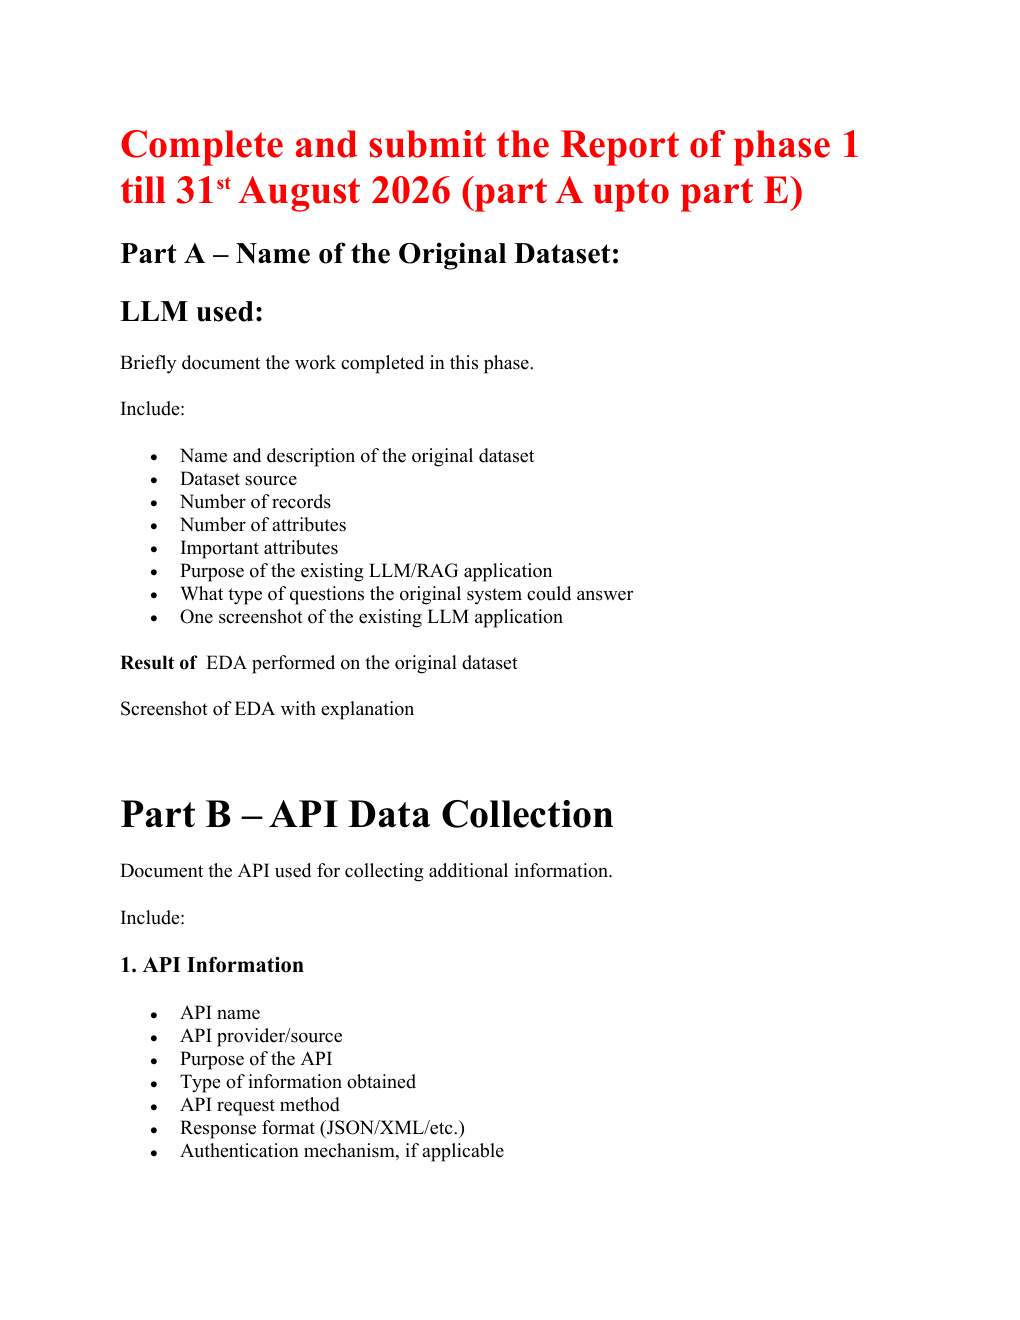 Complete and submit the Report of phase 1
till 31st August 2026 (part A upto part E)
Part A – Name of the Original Dataset:
LLM used:
Briefly document the work completed in this phase.
Include:
• Name and description of the original dataset
• Dataset source
• Number of records
• Number of attributes
• Important attributes
• Purpose of the existing LLM/RAG application
• What type of questions the original system could answer
• One screenshot of the existing LLM application
Result of  EDA performed on the original dataset
Screenshot of EDA with explanation
Part B – API Data Collection
Document the API used for collecting additional information.
Include:
1. API Information
• API name
• API provider/source
• Purpose of the API
• Type of information obtained
• API request method
• Response format (JSON/XML/etc.)
• Authentication mechanism, if applicable